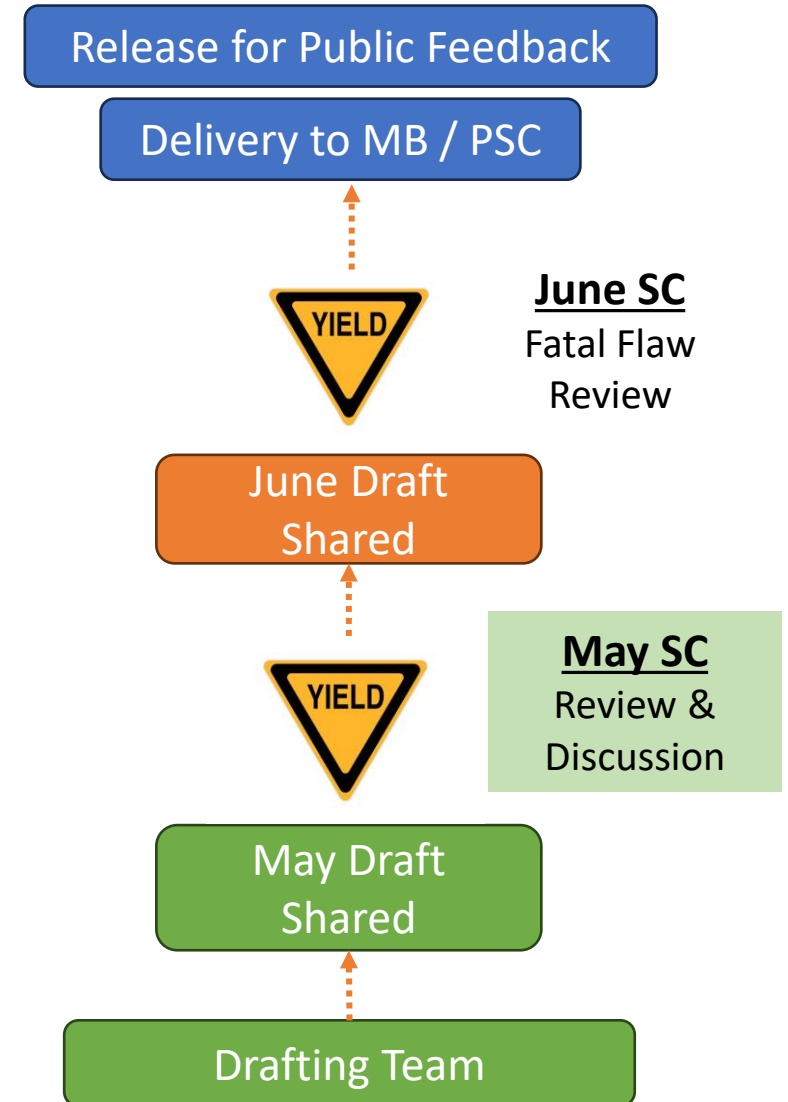 Release for Public Feedback
Delivery to MB / PSC
YIELD
June SC
Fatal Flaw
Review
June Draft
Shared
YIELD
May SC
Review &
Discussion
May Draft
Shared
Drafting Team